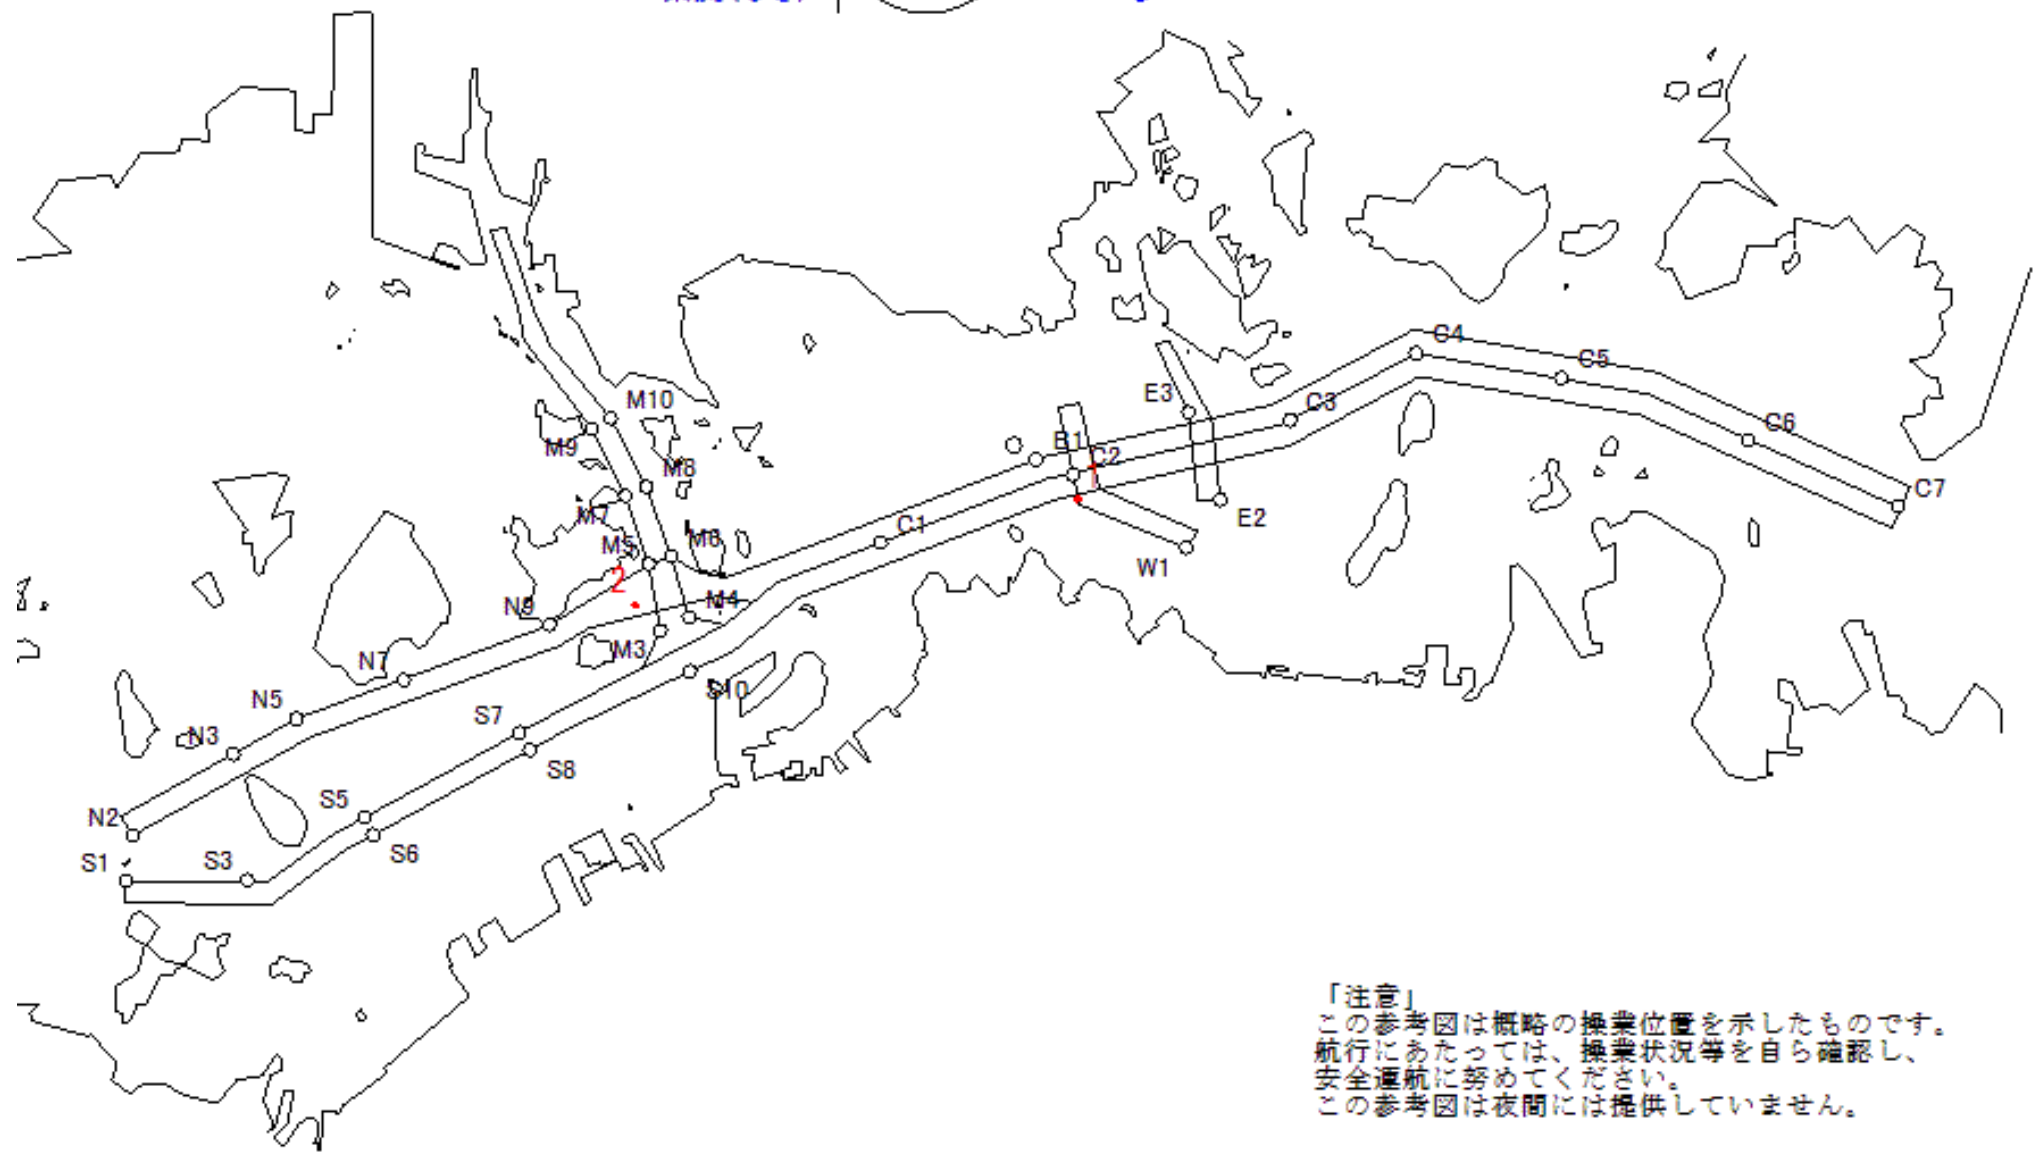 C4
C5
M10
E3
C3
C6
M9
B1
C2
1
M8
C7
M7
E2
C1
M5
M6
W1
2
N9
M4
M3
N7
S10
N5
S7
N3
S8
S5
N2
S6
S1
S3
「注意」
この参考図は概略の操業位置を示したものです。
航行にあたっては、操業状況等を自ら確認し、
安全運航に努めてください。
この参考図は夜間には提供していません。